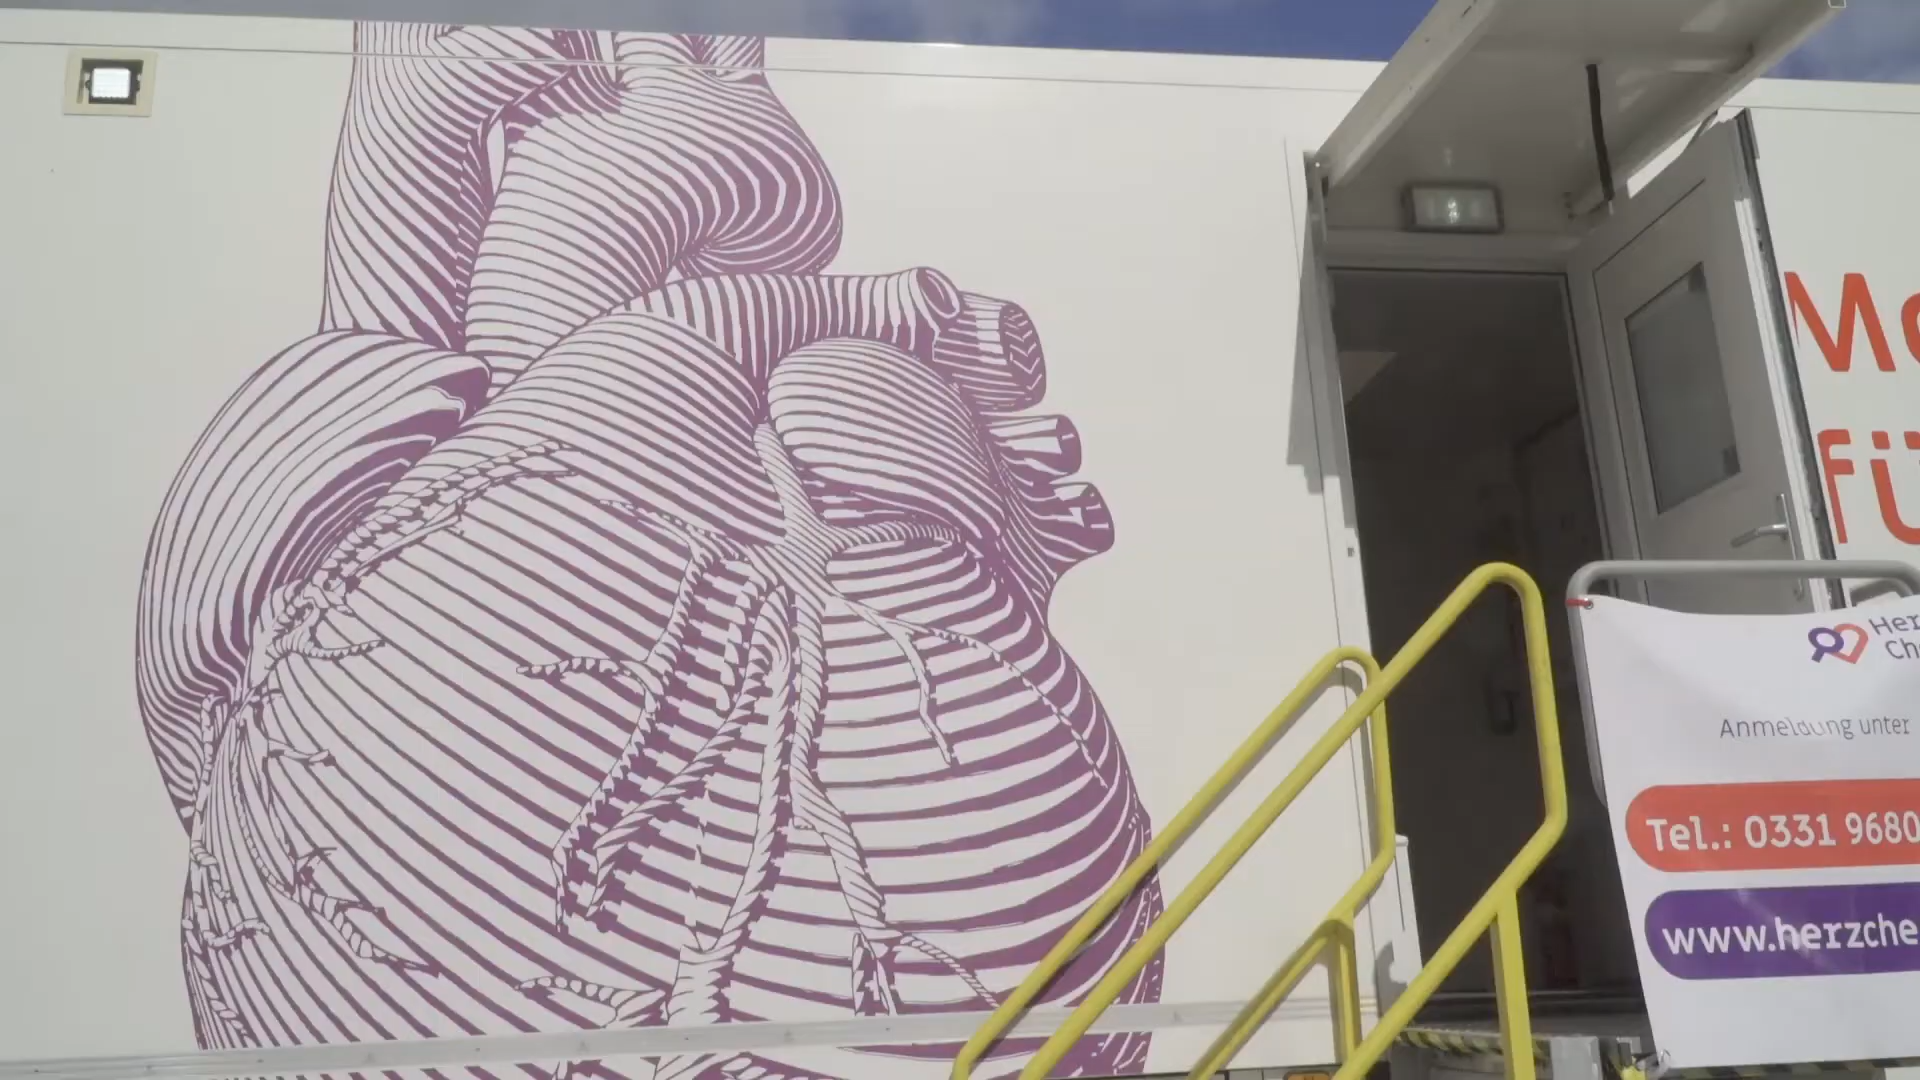 Mo
fü
Her
Ch
Anmeldung unter
Tel.: 0331 9680
www.herzche